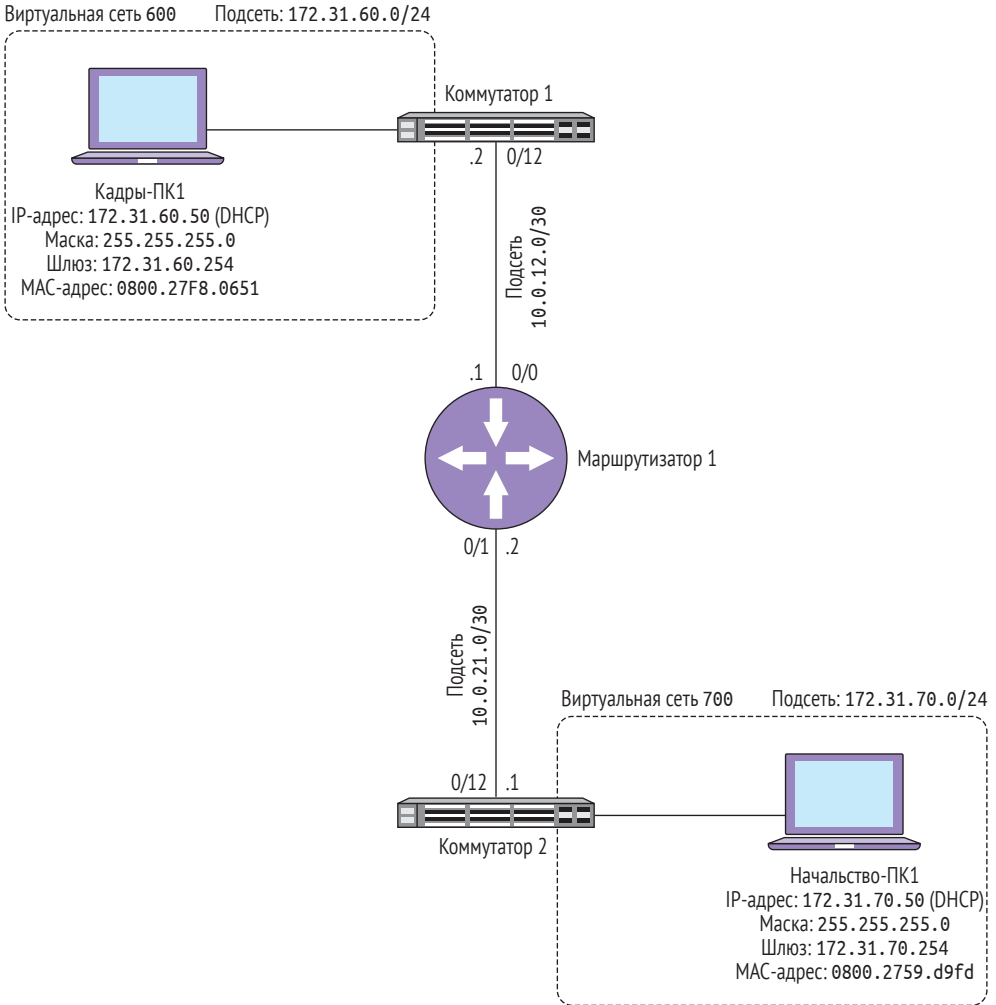 Виртуальная сеть 600 Подсеть: 172.31.60.0/24
Коммутатор 1
.2 0/12
Кадры-ПК1
IP-адрес: 172.31.60.50 (DHCP)
Маска: 255.255.255.0
Шлюз: 172.31.60.254
MAC-адрес: 0800.27F8.0651
Подсеть
10.0.12.0/30
.1 0/0
Маршрутизатор 1
0/1 .2
Подсеть
10.0.21.0/30
Виртуальная сеть 700 Подсеть: 172.31.70.0/24
0/12 .1
Коммутатор 2
Начальство-ПК1
IP-адрес: 172.31.70.50 (DHCP)
Маска: 255.255.255.0
Шлюз: 172.31.70.254
MAC-адрес: 0800.2759.d9fd